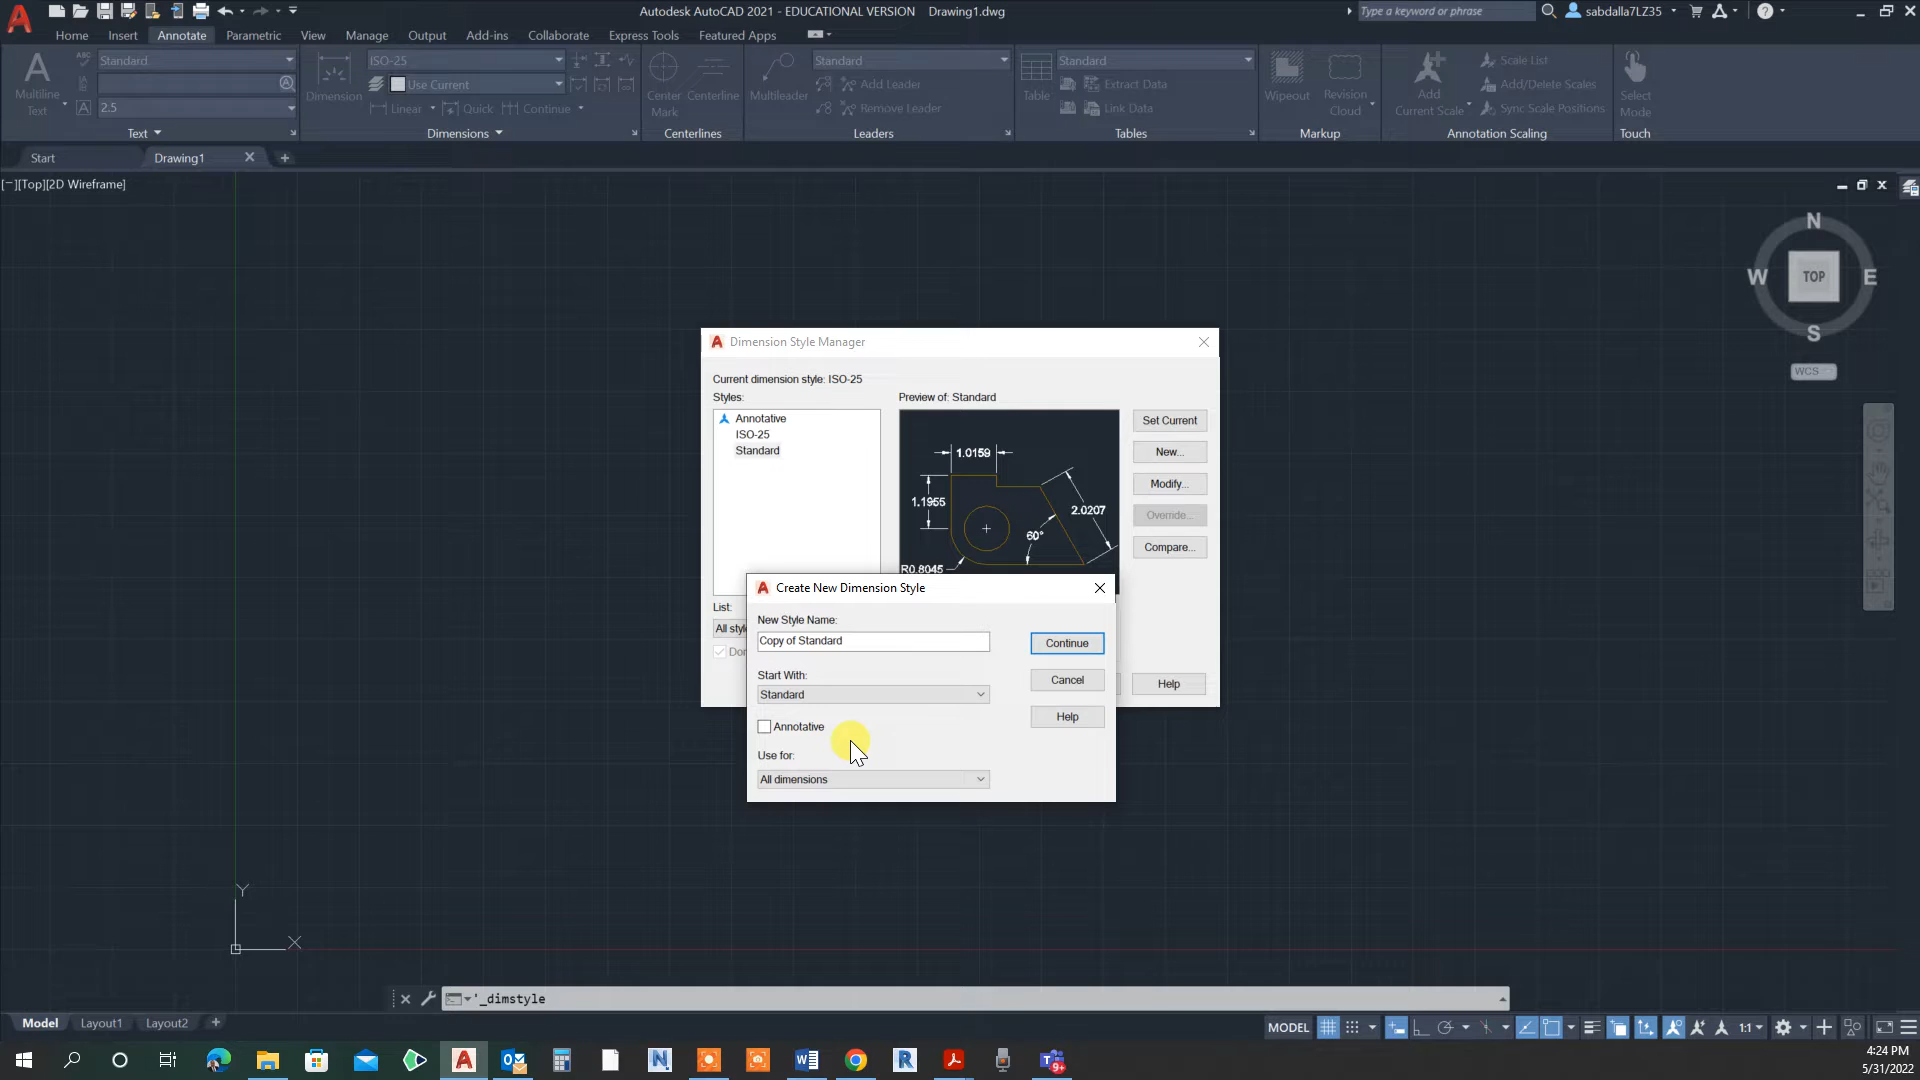 Autodesk AutoCAD 2021 - EDUCATIONAL VERSION Drawing1.dwg
Type a keyword or phrase
sabdalla7LZ35
Home Insert Annotate Parametric View Manage Output Add-ins Collaborate Express Tools Featured Apps
Multiline Text
ABC
Standard
2.5
Text
Dimension
ISO-25
Use Current
Linear Quick Continue
Dimensions
Center Mark
Centerline
Centerlines
Multileader
Standard
Add Leader
Remove Leader
Leaders
Table
Standard
Extract Data
Link Data
Tables
Wipeout
Revision Cloud
Markup
Add Current Scale
Scale List
Add/Delete Scales
Sync Scale Positions
Annotation Scaling
Select Mode
Touch
Start
Drawing1
[−][Top][2D Wireframe]
N
W TOP E
S
WCS
Dimension Style Manager
Current dimension style: ISO-25
Styles:
Annotative
ISO-25
Standard
Preview of: Standard
1.0159
1.1955
2.0207
60°
R0.8045
Set Current
New...
Modify...
Override...
Compare...
List:
All styl
Don
Help
Create New Dimension Style
New Style Name:
Copy of Standard
Continue
Start With:
Standard
Cancel
Annotative
Help
Use for:
All dimensions
Y
X
'_dimstyle
Model Layout1 Layout2
MODEL
1:1
9+
4:24 PM
5/31/2022